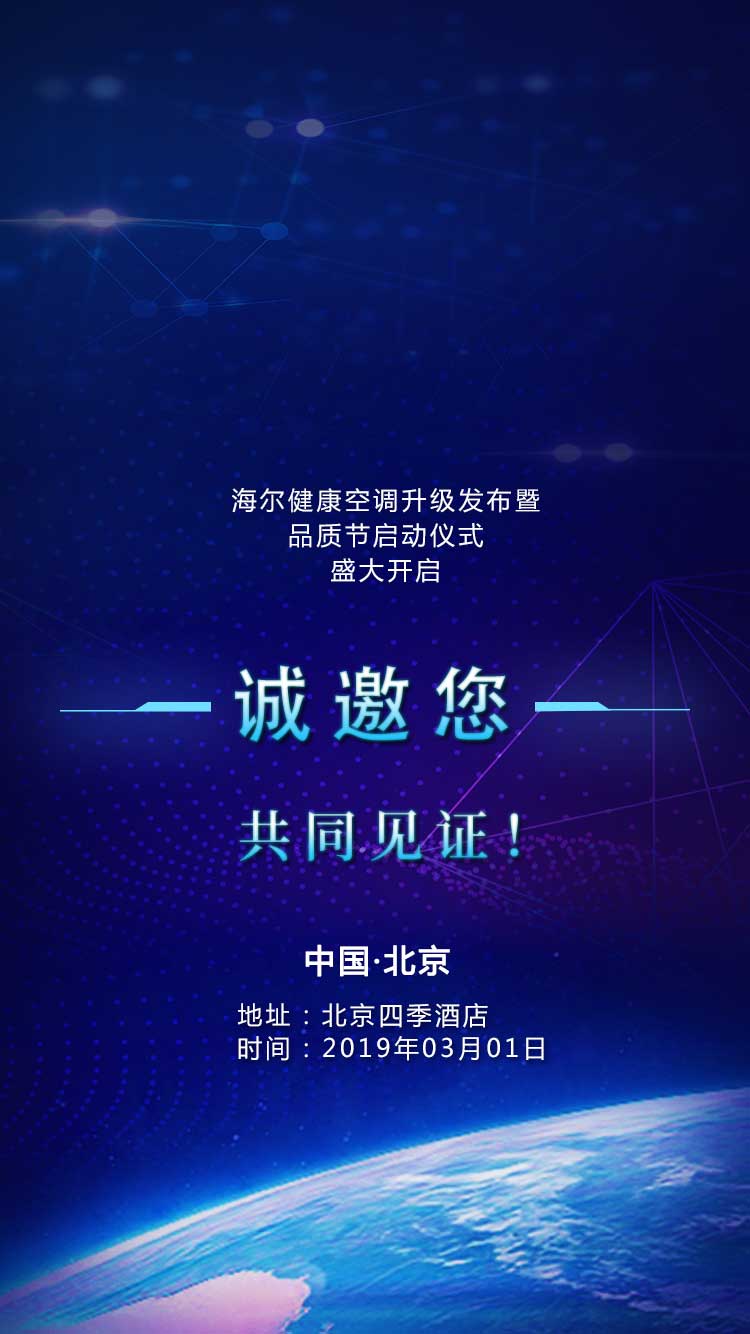 海尔健康空调升级发布暨
品质节启动仪式
盛大开启
诚邀您
共同见证！
中国·北京
地址：北京四季酒店
时间：2019年03月01日